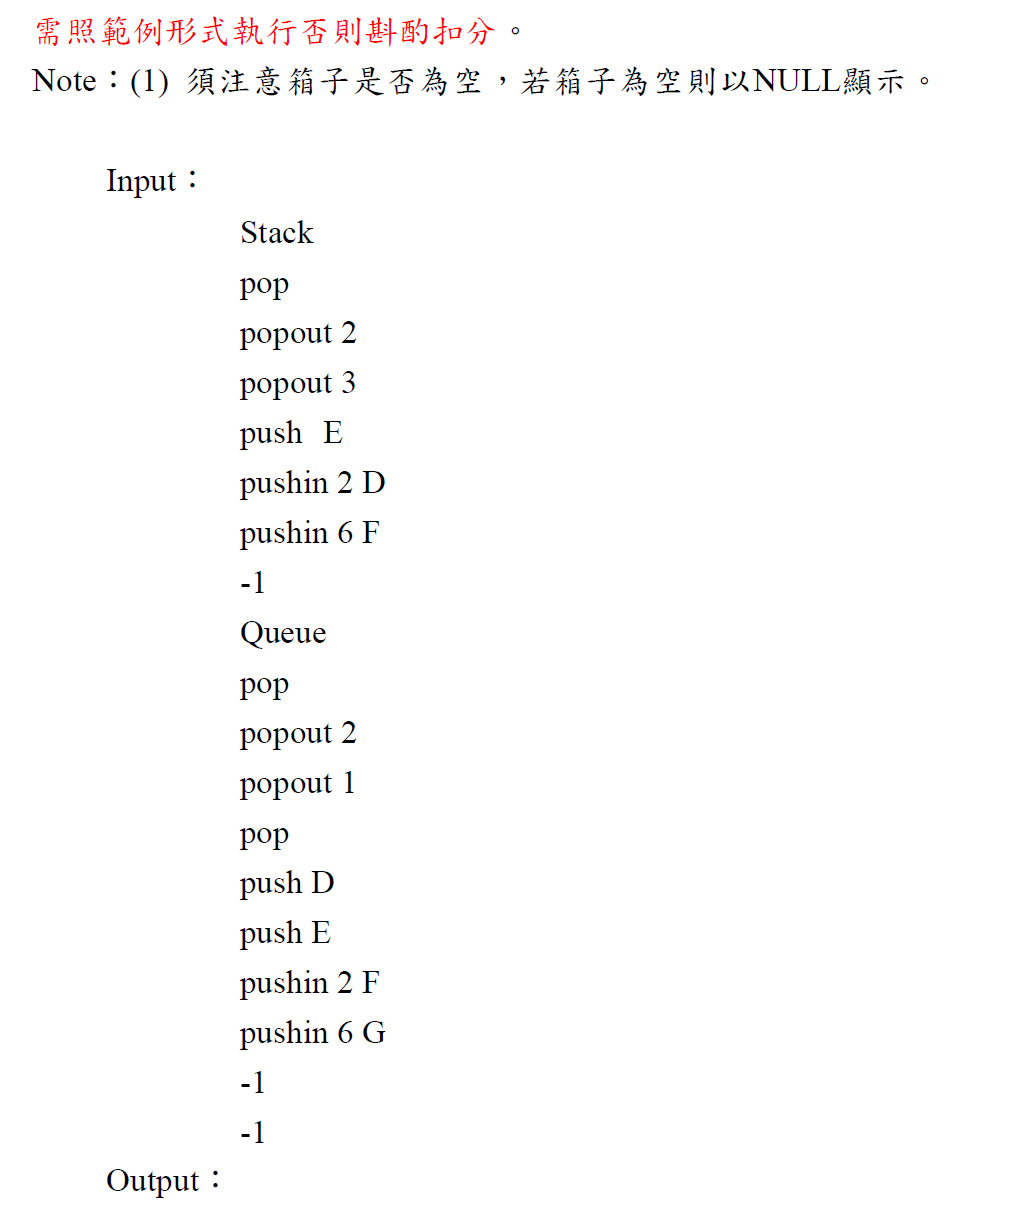 需照範例形式執行否則斟酌扣分。
Note：(1) 須注意箱子是否為空，若箱子為空則以NULL顯示。
Input：
Stack
pop
popout 2
popout 3
push E
pushin 2 D
pushin 6 F
-1
Queue
pop
popout 2
popout 1
pop
push D
push E
pushin 2 F
pushin 6 G
-1
-1
Output：